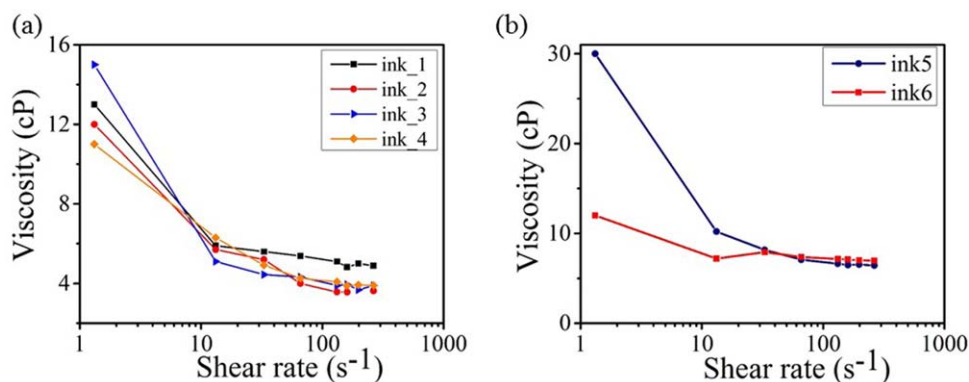 (a)
Viscosity (cP)
16
12
8
4
ink_1
ink_2
ink_3
ink_4
1
10
100
1000
Shear rate (s-1)
(b)
Viscosity (cP)
30
20
10
0
ink5
ink6
1
10
100
1000
Shear rate (s-1)